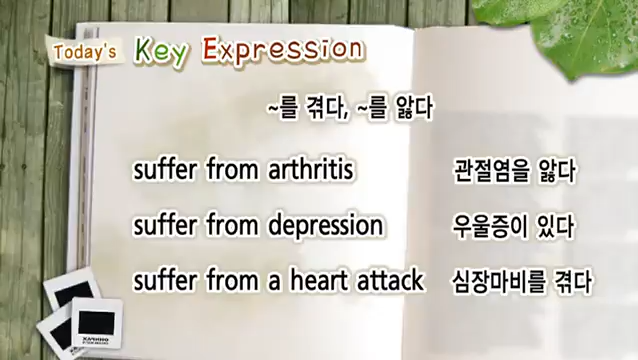 Today's Key Expression
~를 겪다, ~를 앓다
suffer from arthritis 관절염을 앓다
suffer from depression 우울증이 있다
suffer from a heart attack 심장마비를 겪다